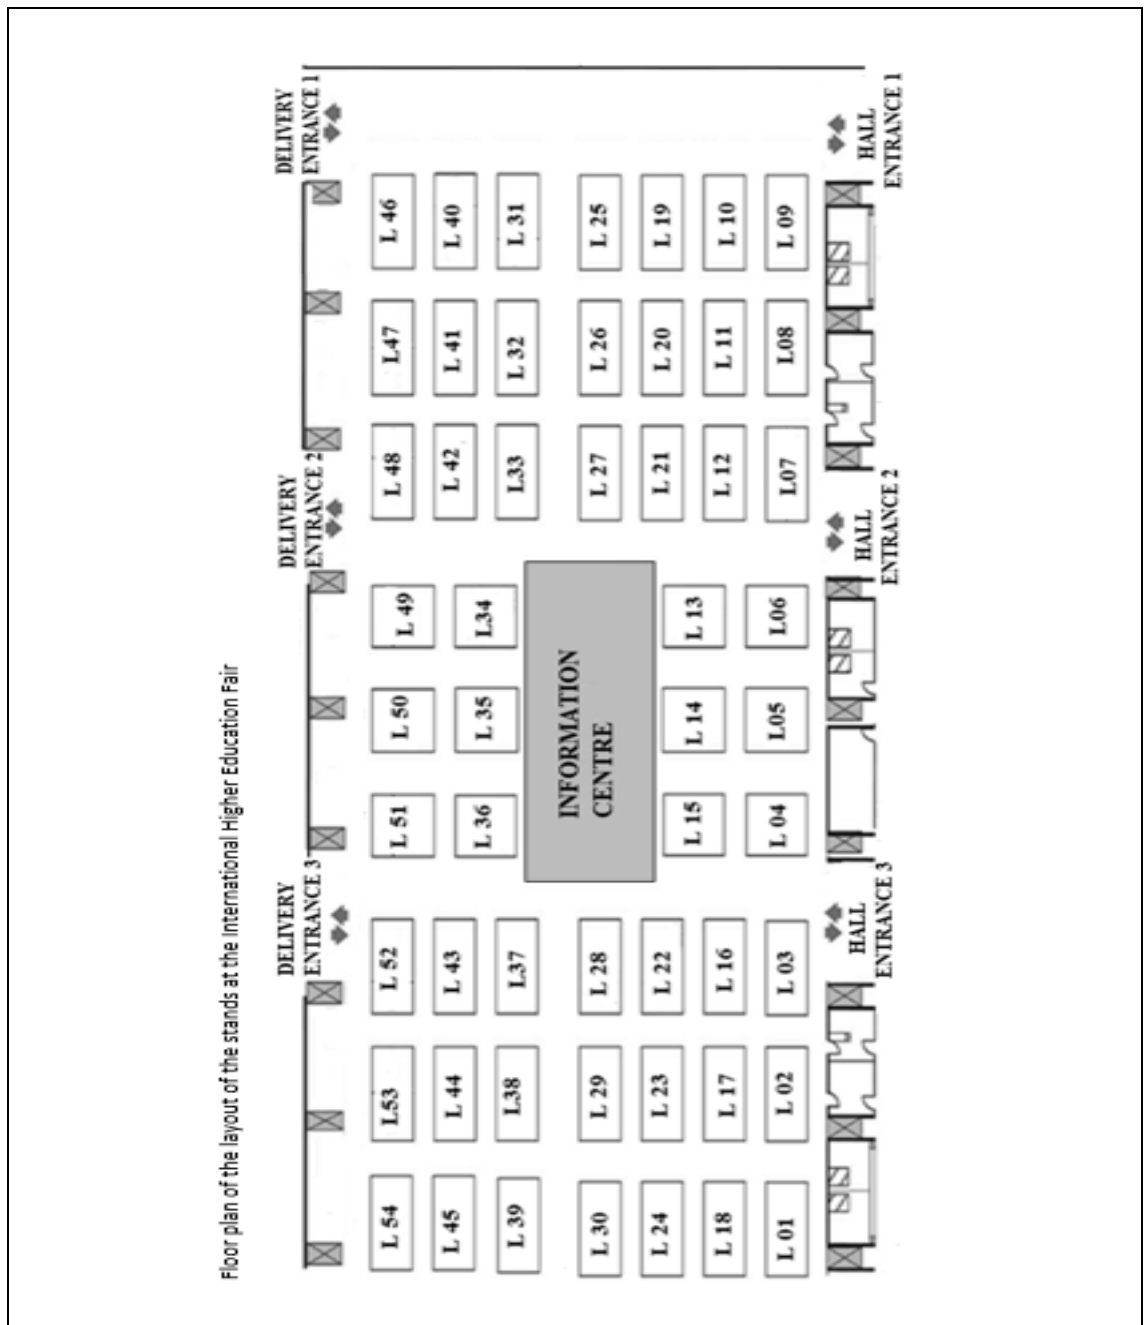 Floor plan of the layout of the stands at the International Higher Education Fair
DELIVERY
ENTRANCE 3
DELIVERY
ENTRANCE 2
DELIVERY
ENTRANCE 1
L 54
L53
L 52
L 51
L 50
L 49
L 48
L47
L 46
L 45
L 44
L 43
L 36
L 35
L34
L 42
L 41
L 40
L 39
L38
L37
L33
L 32
L 31
INFORMATION
CENTRE
L 30
L 29
L 28
L 27
L 26
L 25
L 24
L 23
L 22
L 21
L 20
L 19
L 18
L 17
L 16
L 15
L 14
L 13
L 12
L 11
L 10
L 01
L 02
L 03
L 04
L05
L06
L07
L08
L 09
HALL
ENTRANCE 3
HALL
ENTRANCE 2
HALL
ENTRANCE 1